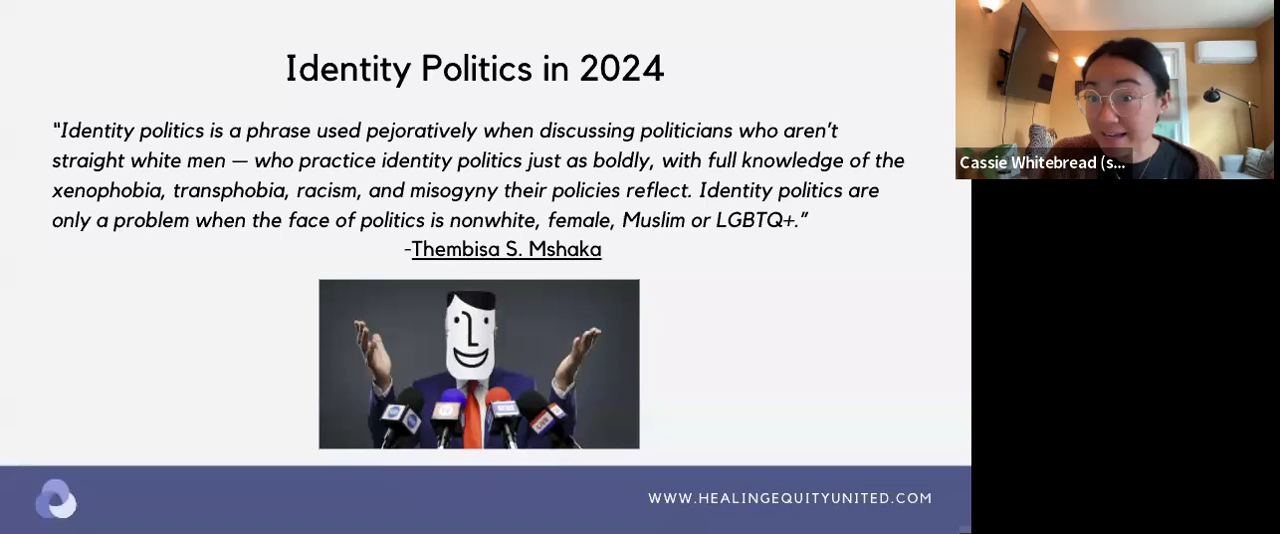 Identity Politics in 2024
"Identity politics is a phrase used pejoratively when discussing politicians who aren't
straight white men — who practice identity politics just as boldly, with full knowledge of the
xenophobia, transphobia, racism, and misogyny their policies reflect. Identity politics are
only a problem when the face of politics is nonwhite, female, Muslim or LGBTQ+."
-Thembisa S. Mshaka
WWW.HEALINGEQUITYUNITED.COM
Cassie Whitebread (s...